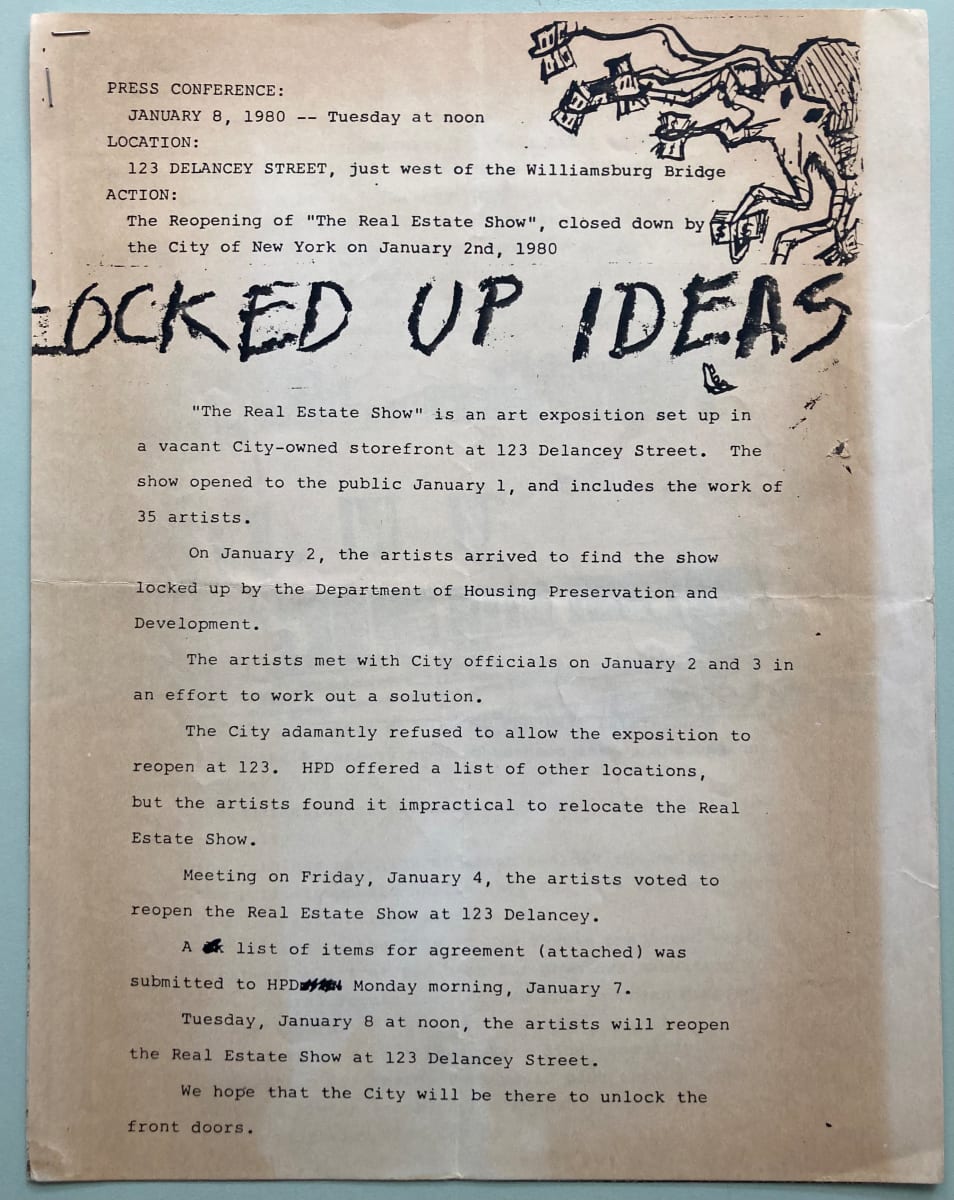 PRESS CONFERENCE:
JANUARY 8, 1980 -- Tuesday at noon
LOCATION:
123 DELANCEY STREET, just west of the Williamsburg Bridge
ACTION:
The Reopening of "The Real Estate Show", closed down by
the City of New York on January 2nd, 1980
LOCKED UP IDEAS
"The Real Estate Show" is an art exposition set up in
a vacant City-owned storefront at 123 Delancey Street. The
show opened to the public January 1, and includes the work of
35 artists.
On January 2, the artists arrived to find the show
locked up by the Department of Housing Preservation and
Development.
The artists met with City officials on January 2 and 3 in
an effort to work out a solution.
The City adamantly refused to allow the exposition to
reopen at 123. HPD offered a list of other locations,
but the artists found it impractical to relocate the Real
Estate Show.
Meeting on Friday, January 4, the artists voted to
reopen the Real Estate Show at 123 Delancey.
A list of items for agreement (attached) was
submitted to HPD Monday morning, January 7.
Tuesday, January 8 at noon, the artists will reopen
the Real Estate Show at 123 Delancey Street.
We hope that the City will be there to unlock the
front doors.